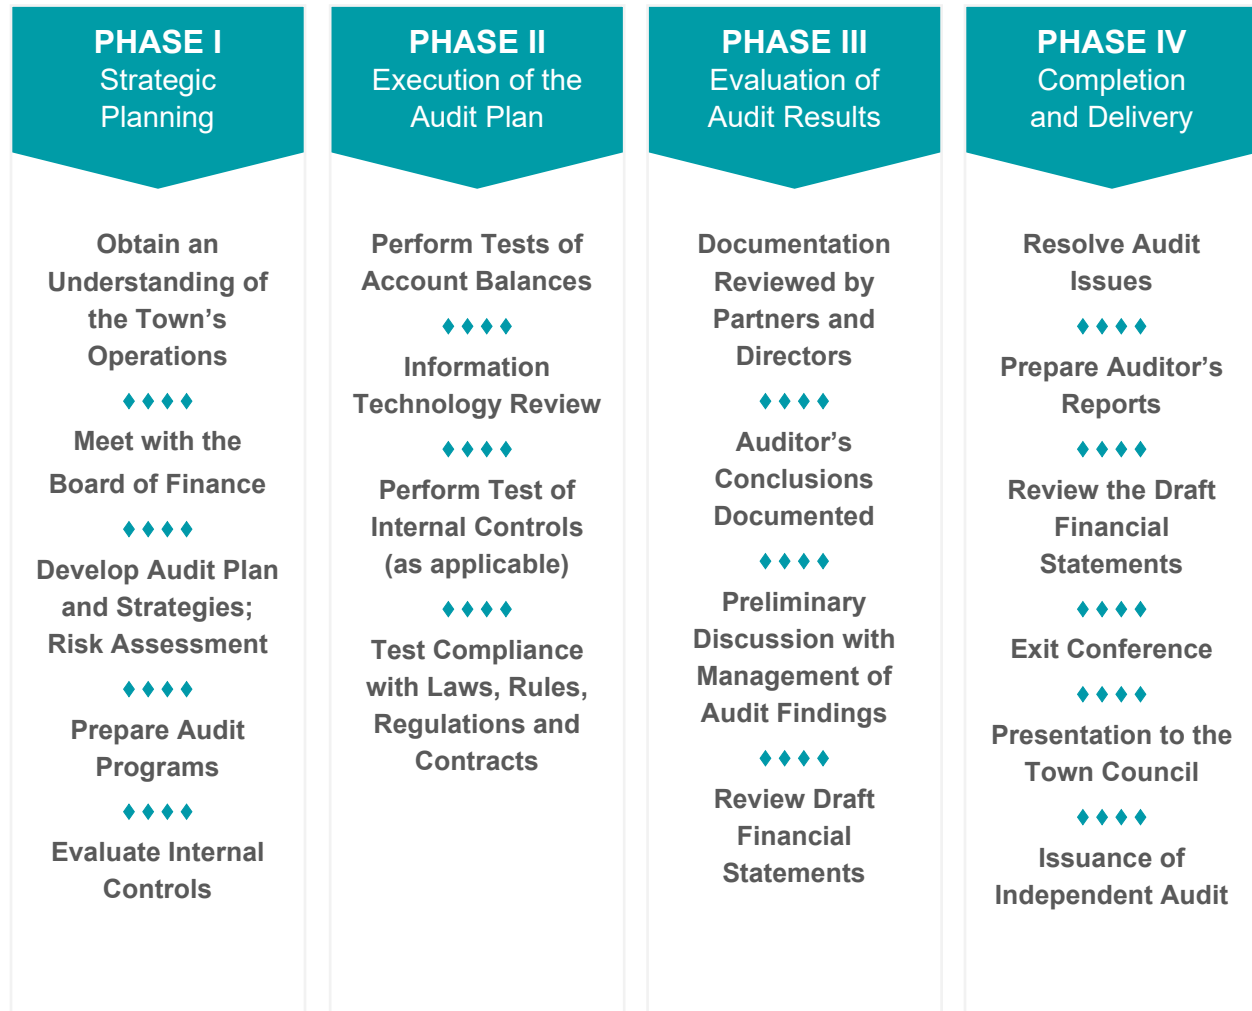 PHASE I
Strategic
Planning
Obtain an
Understanding of
the Town's
Operations
Meet with the
Board of Finance
Develop Audit Plan
and Strategies;
Risk Assessment
Prepare Audit
Programs
Evaluate Internal
Controls
PHASE II
Execution of the
Audit Plan
Perform Tests of
Account Balances
Information
Technology Review
Perform Test of
Internal Controls
(as applicable)
Test Compliance
with Laws, Rules,
Regulations and
Contracts
PHASE III
Evaluation of
Audit Results
Documentation
Reviewed by
Partners and
Directors
Auditor's
Conclusions
Documented
Preliminary
Discussion with
Management of
Audit Findings
Review Draft
Financial
Statements
PHASE IV
Completion
and Delivery
Resolve Audit
Issues
Prepare Auditor's
Reports
Review the Draft
Financial
Statements
Exit Conference
Presentation to the
Town Council
Issuance of
Independent Audit